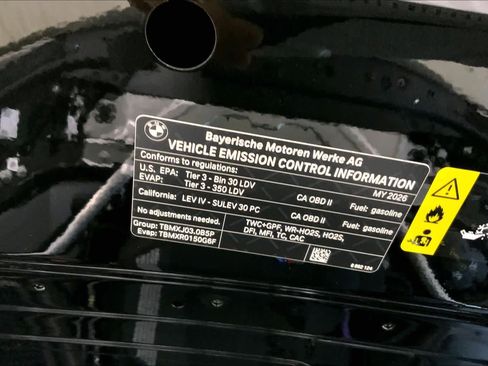 BMW
Bayerische Motoren Werke AG
VEHICLE EMISSION CONTROL INFORMATION
Conforms to regulations: MY 2026
U.S. EPA: Tier 3 - Bin 30 LDV CA OBD II Fuel: gasoline
EVAP: Tier 3 - 350 LDV
California: LEV IV - SULEV 30 PC CA OBD II Fuel: gasoline
No adjustments needed.
Group: TBMXJ03.0B5P TWC+GPF, WR-HO2S, HO2S,
Evap: TBMXR0150G6F DFI, MFI, TC, CAC